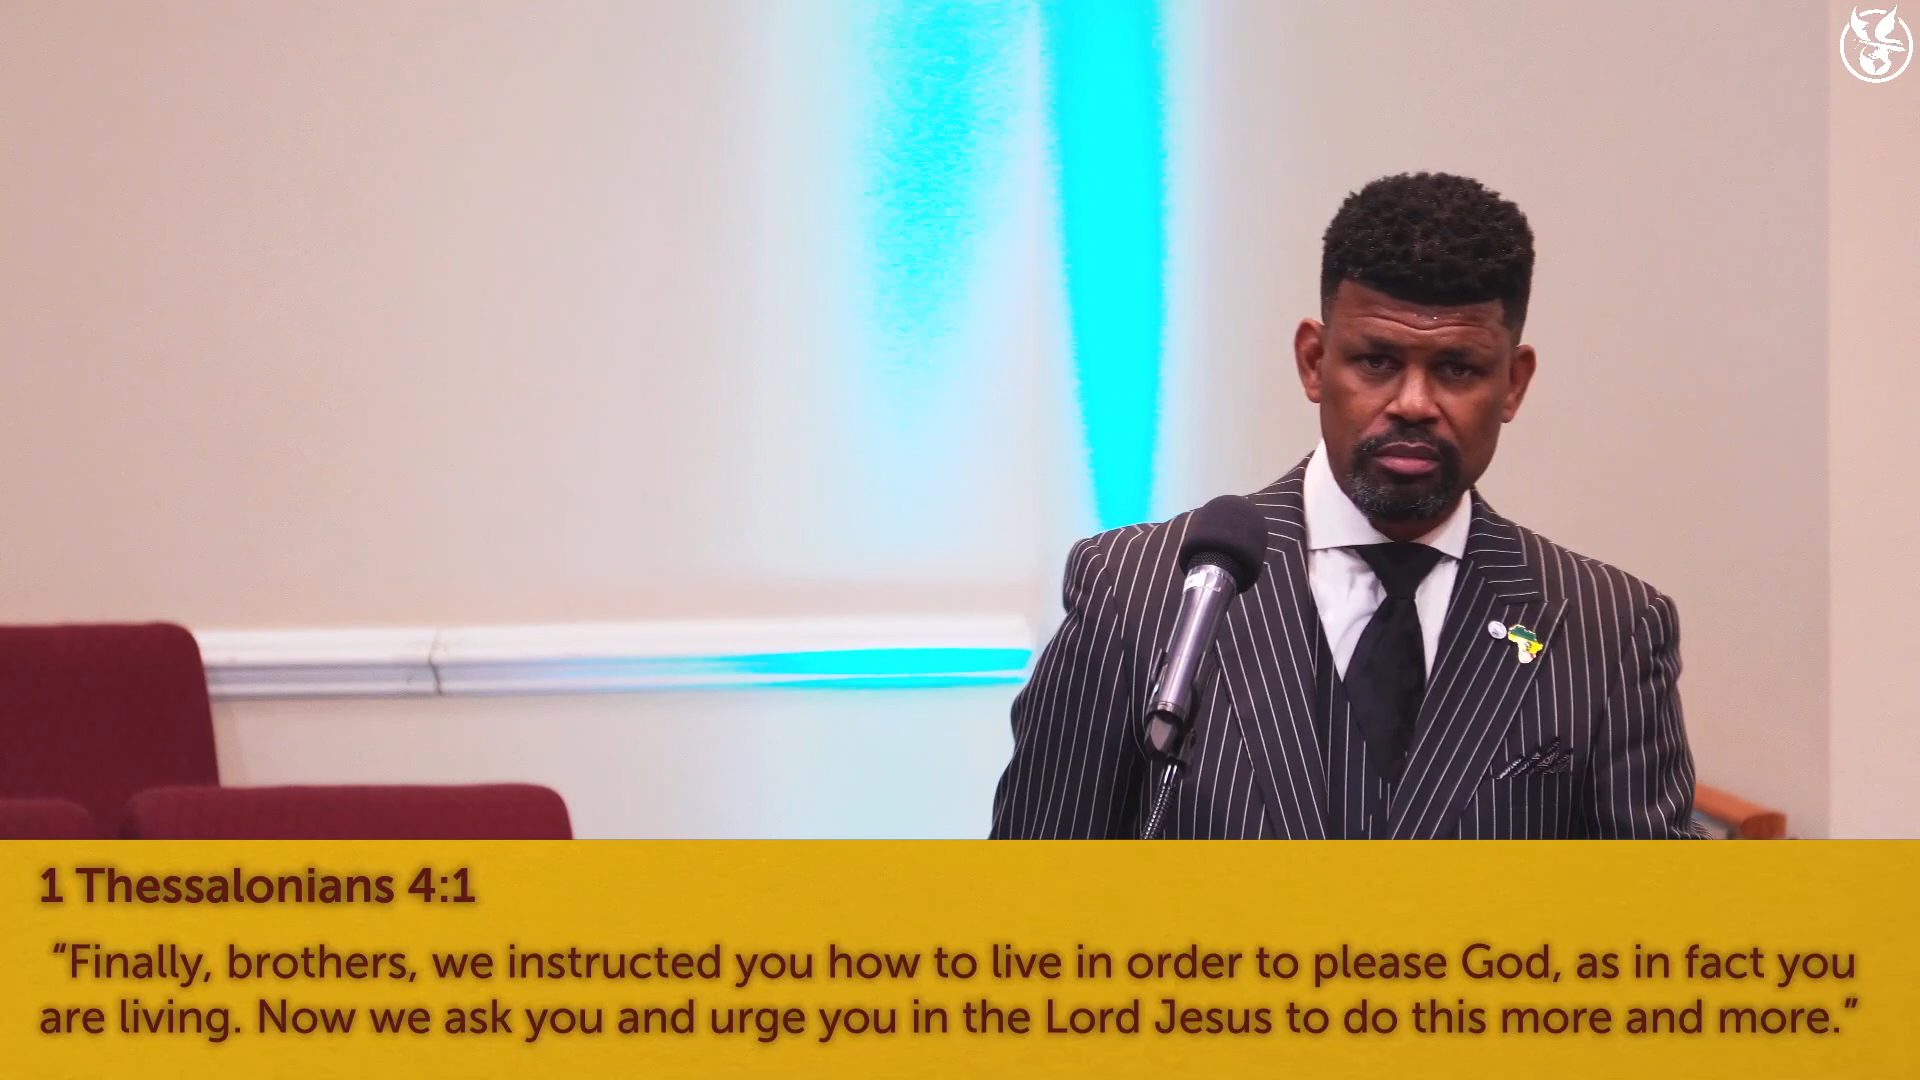 1 Thessalonians 4:1
“Finally, brothers, we instructed you how to live in order to please God, as in fact you
are living. Now we ask you and urge you in the Lord Jesus to do this more and more.”